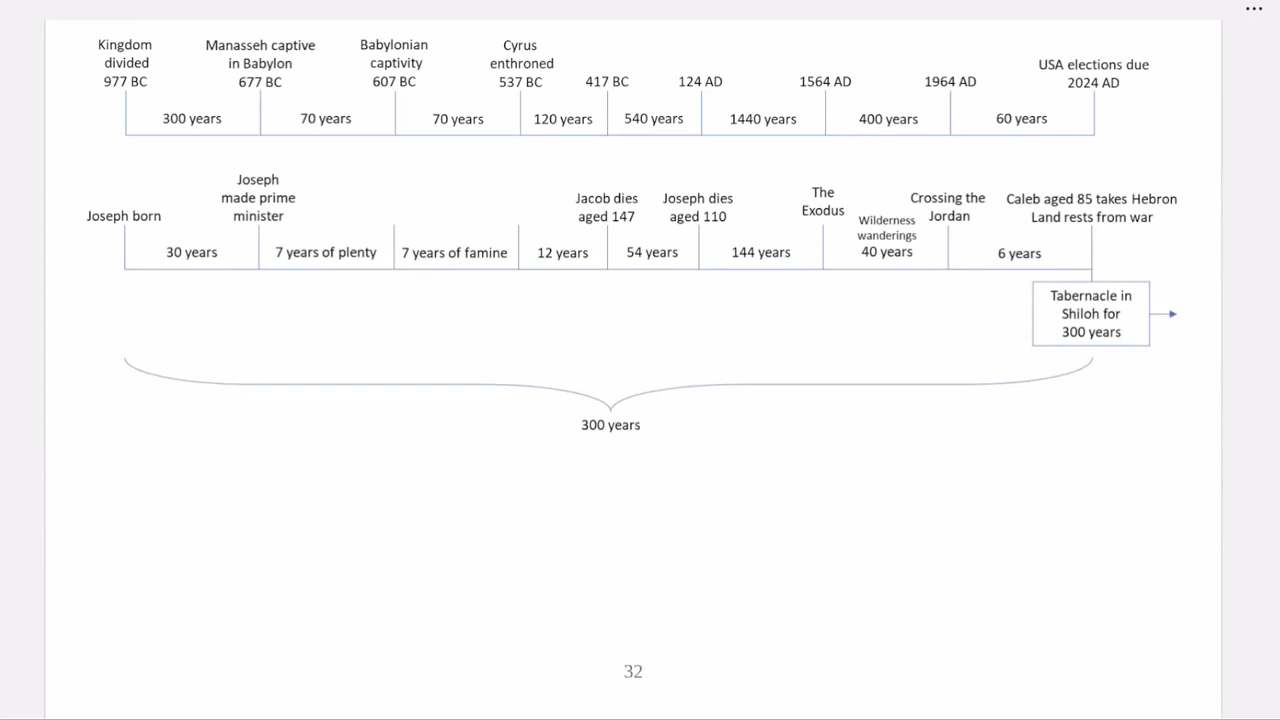 Kingdom
divided
977 BC
Manasseh captive
in Babylon
677 BC
Babylonian
captivity
607 BC
Cyrus
enthroned
537 BC
417 BC
124 AD
1564 AD
1964 AD
USA elections due
2024 AD
300 years
70 years
70 years
120 years
540 years
1440 years
400 years
60 years
Joseph born
Joseph
made prime
minister
Jacob dies
aged 147
Joseph dies
aged 110
The
Exodus
Wilderness
wanderings
40 years
Crossing the
Jordan
Caleb aged 85 takes Hebron
Land rests from war
30 years
7 years of plenty
7 years of famine
12 years
54 years
144 years
6 years
Tabernacle in
Shiloh for
300 years
300 years
32